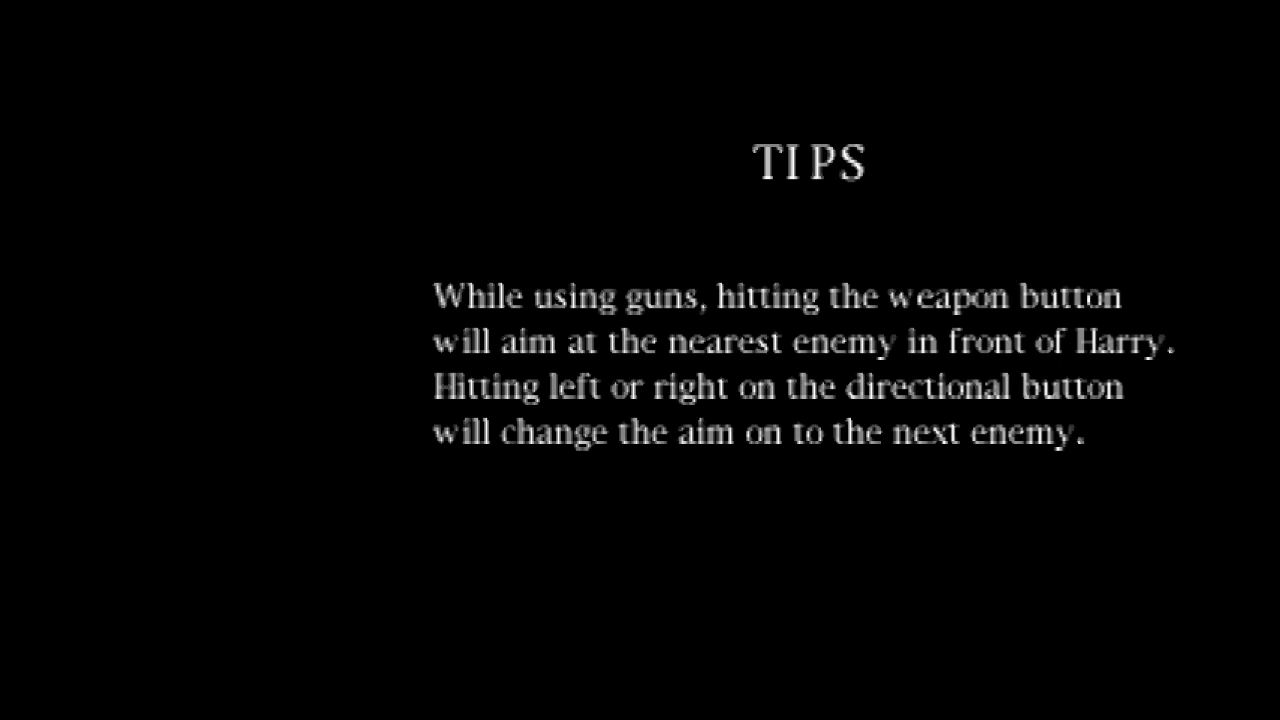 TIPS
While using guns, hitting the weapon button
will aim at the nearest enemy in front of Harry.
Hitting left or right on the directional button
will change the aim on to the next enemy.